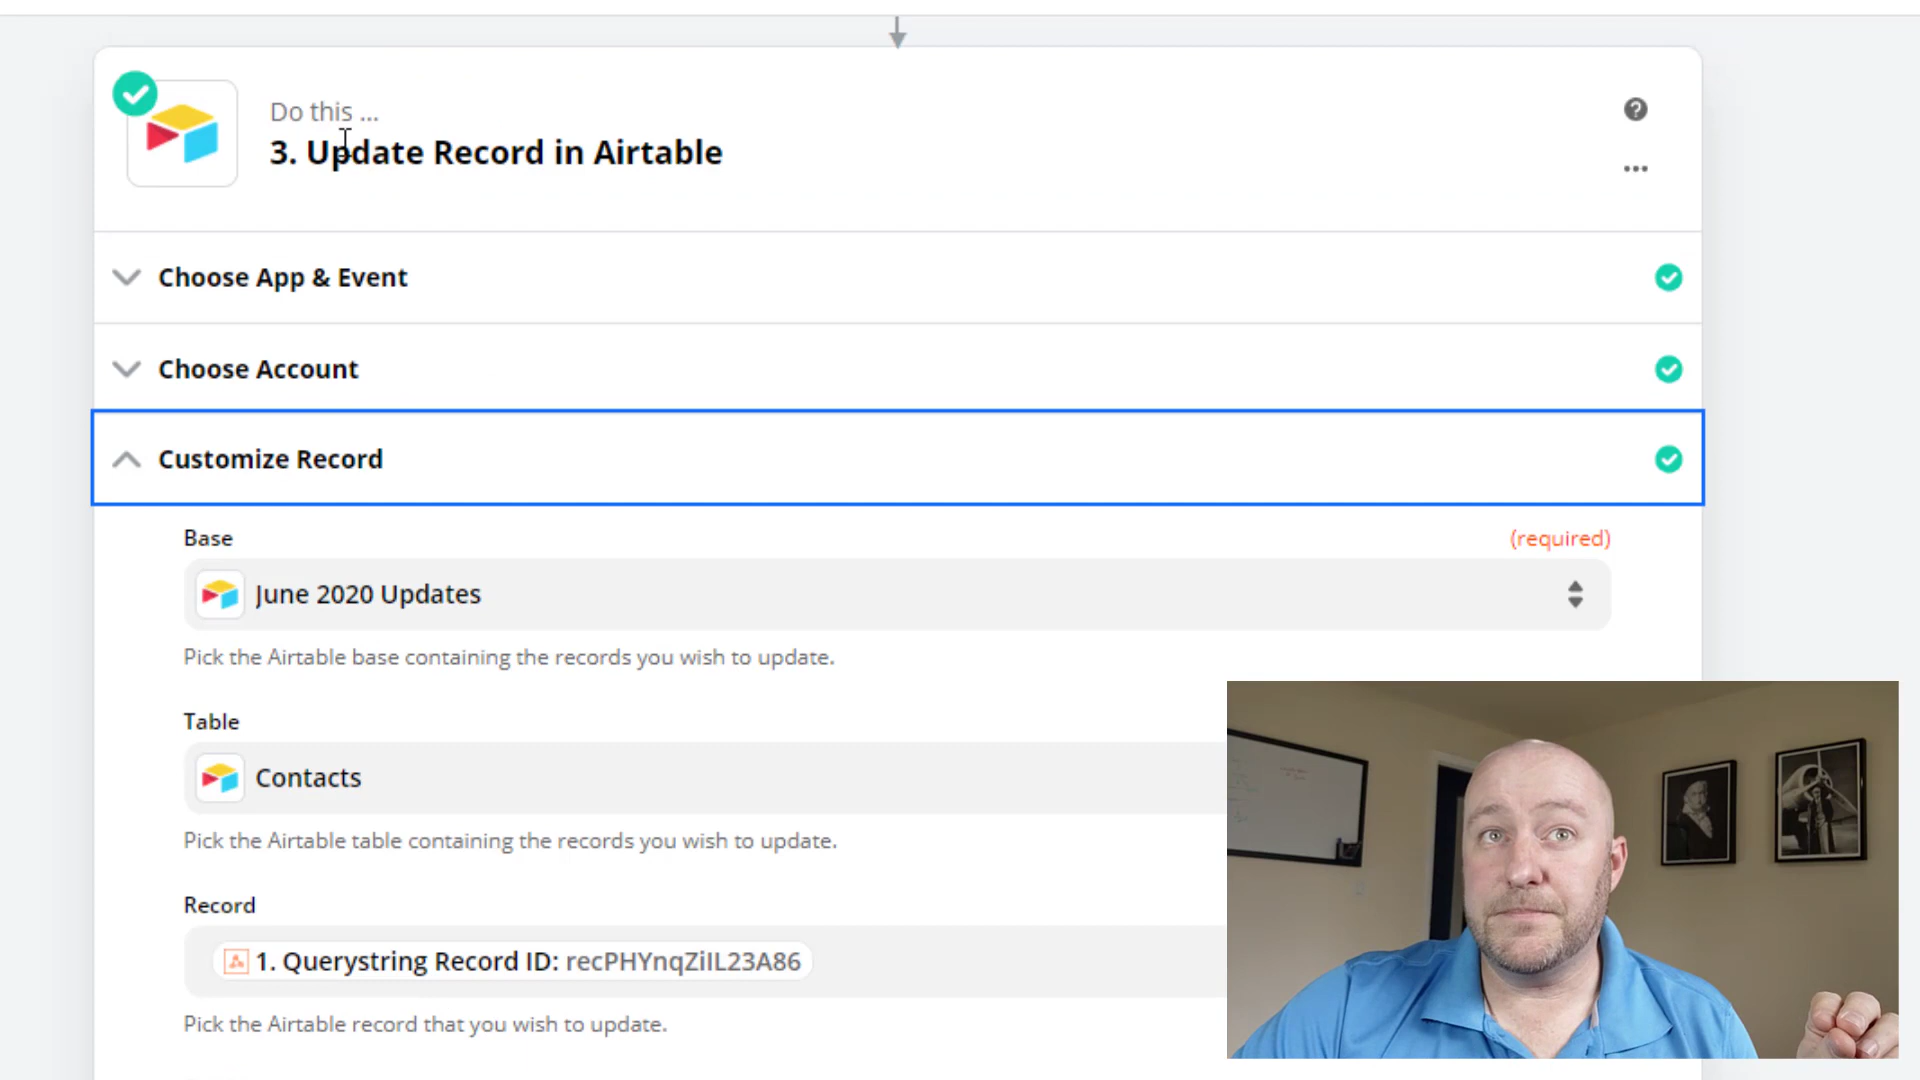 Do this ...
3. Update Record in Airtable
Choose App & Event
Choose Account
Customize Record
Base
(required)
June 2020 Updates
Pick the Airtable base containing the records you wish to update.
Table
Contacts
Pick the Airtable table containing the records you wish to update.
Record
1. Querystring Record ID: recPHYnqZiIL23A86
Pick the Airtable record that you wish to update.